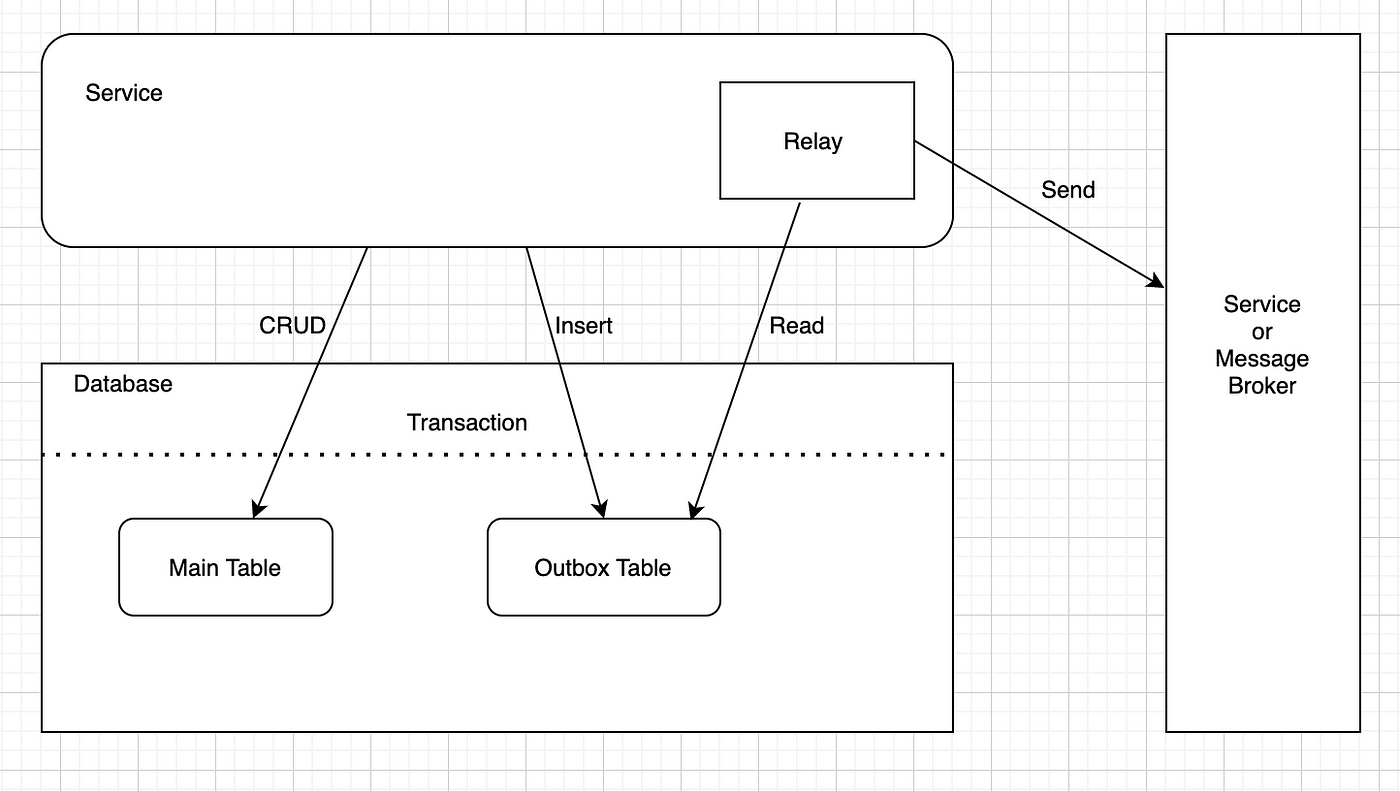 Service
Relay
Send
CRUD
Insert
Read
Database
Transaction
Main Table
Outbox Table
Service
or
Message
Broker